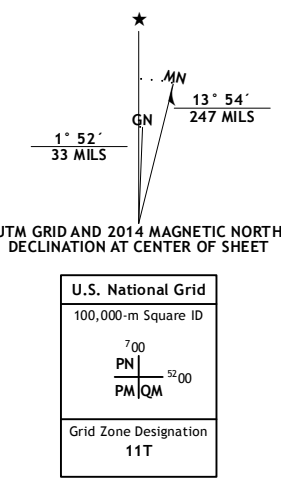 ★
MN
GN
13° 54´
247 MILS
1° 52´
33 MILS
UTM GRID AND 2014 MAGNETIC NORTH
DECLINATION AT CENTER OF SHEET
U.S. National Grid
100,000-m Square ID
⁷00
PN
⁵²00
PM QM
Grid Zone Designation
11T